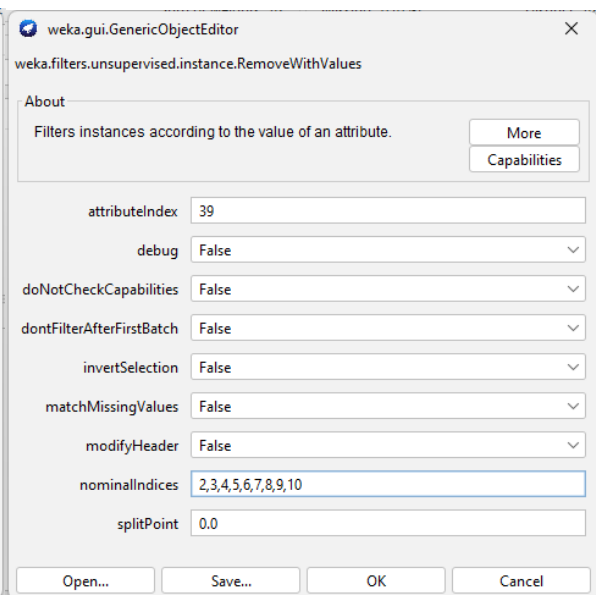 weka.gui.GenericObjectEditor
weka.filters.unsupervised.instance.RemoveWithValues
About
Filters instances according to the value of an attribute.
More
Capabilities
attributeIndex 39
debug False
doNotCheckCapabilities False
dontFilterAfterFirstBatch False
invertSelection False
matchMissingValues False
modifyHeader False
nominalIndices 2,3,4,5,6,7,8,9,10
splitPoint 0.0
Open... Save... OK Cancel